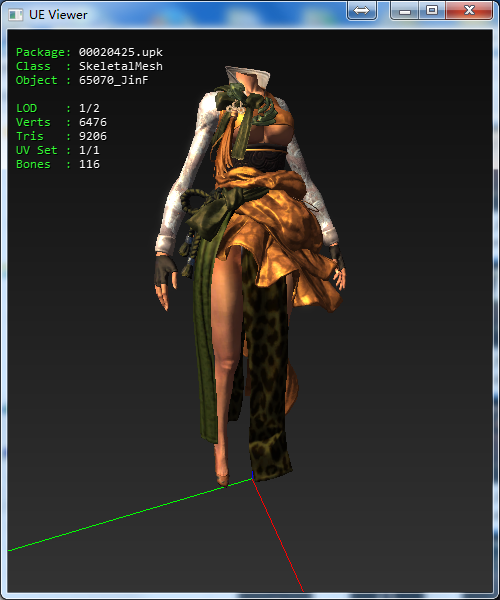 UE Viewer
Package: 00020425.upk
Class : SkeletalMesh
Object : 65070_JinF
LOD : 1/2
Verts : 6476
Tris : 9206
UV Set : 1/1
Bones : 116